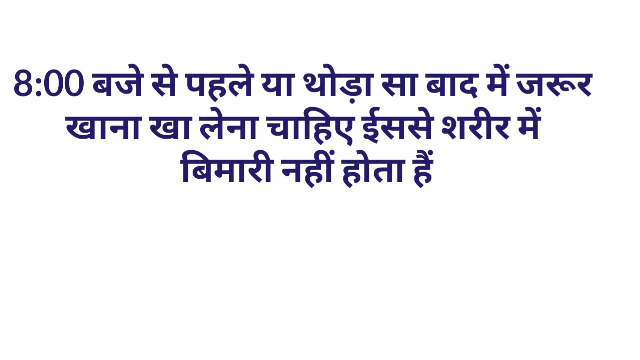 8:00 बजे से पहले या थोड़ा सा बाद में जरूर
खाना खा लेना चाहिए ईससे शरीर में
बिमारी नहीं होता हैं